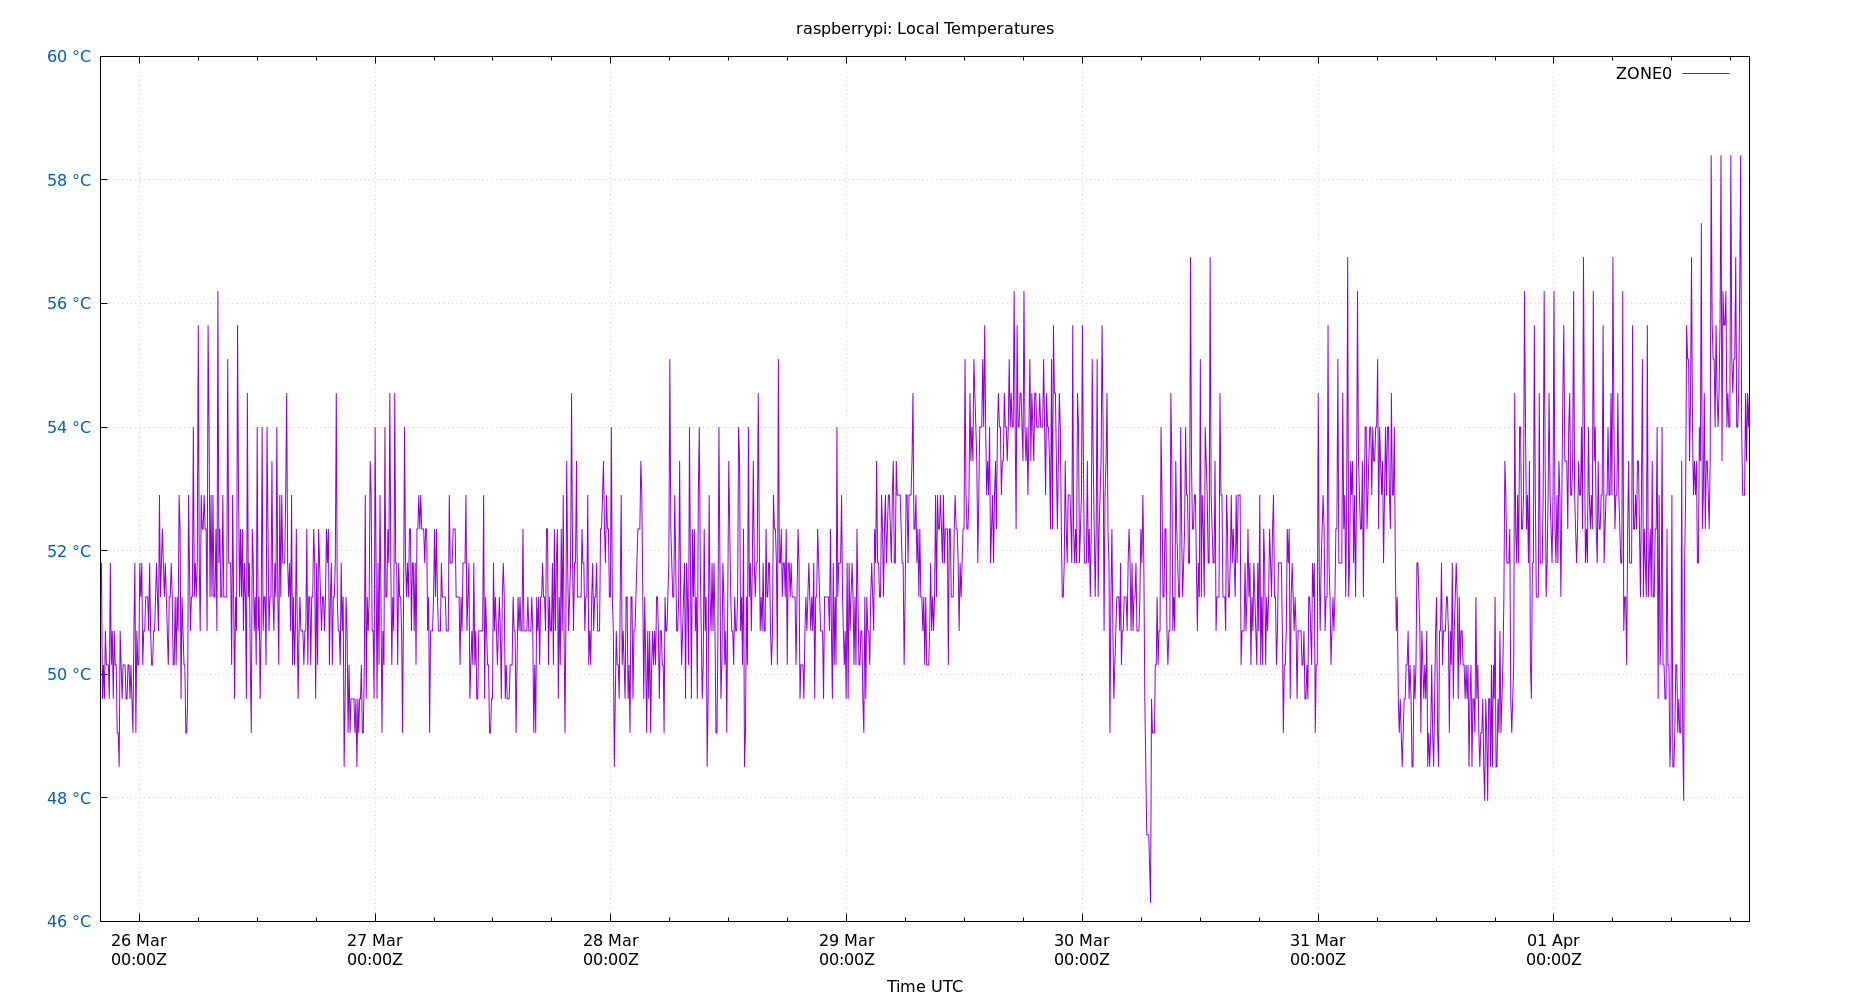 raspberrypi: Local Temperatures
60 °C
ZONE0
58 °C
56 °C
54 °C
52 °C
50 °C
48 °C
46 °C
26 Mar 27 Mar 28 Mar 29 Mar 30 Mar 31 Mar 01 Apr
00:00Z 00:00Z 00:00Z 00:00Z 00:00Z 00:00Z 00:00Z
Time UTC